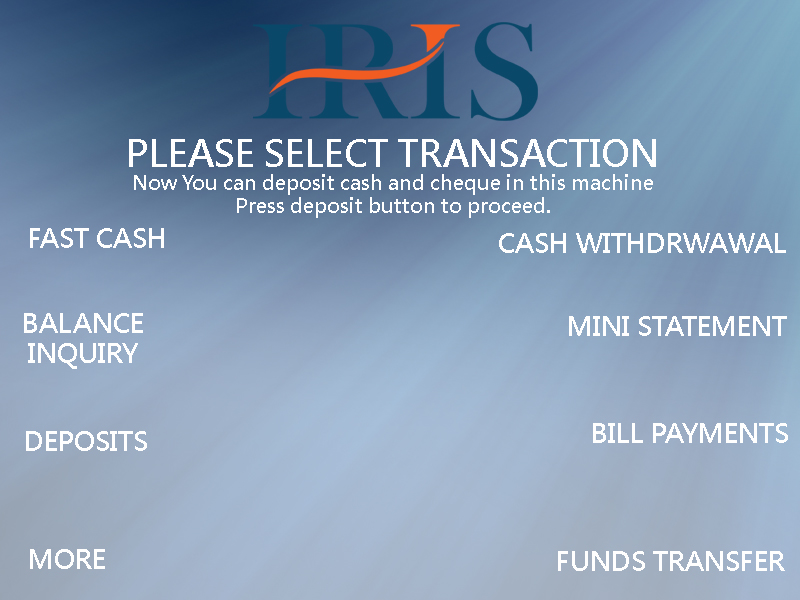 IRIS
PLEASE SELECT TRANSACTION
Now You can deposit cash and cheque in this machine
Press deposit button to proceed.
FAST CASH
CASH WITHDRWAWAL
BALANCE
INQUIRY
MINI STATEMENT
DEPOSITS
BILL PAYMENTS
MORE
FUNDS TRANSFER